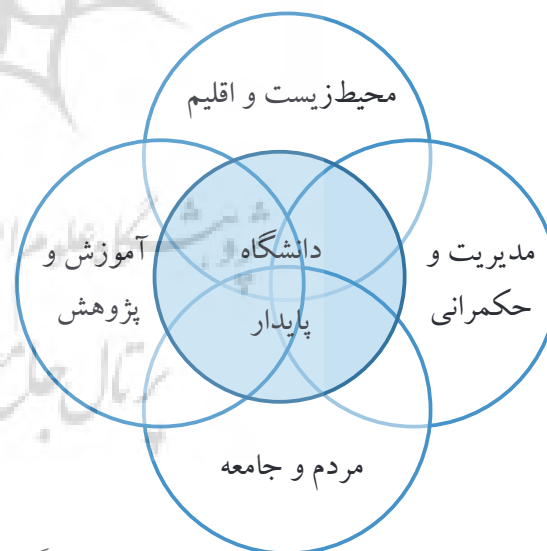 محیط‌زیست و اقلیم
مدیریت و
حکمرانی
دانشگاه
پایدار
آموزش و
پژوهش
مردم و جامعه